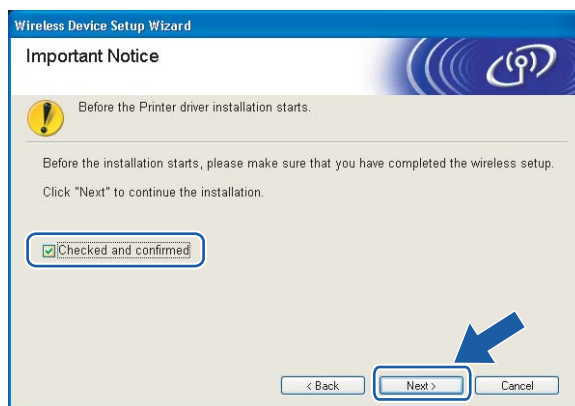 Wireless Device Setup Wizard
Important Notice
Before the Printer driver installation starts.
Before the installation starts, please make sure that you have completed the wireless setup.
Click "Next" to continue the installation.
Checked and confirmed
< Back Next > Cancel